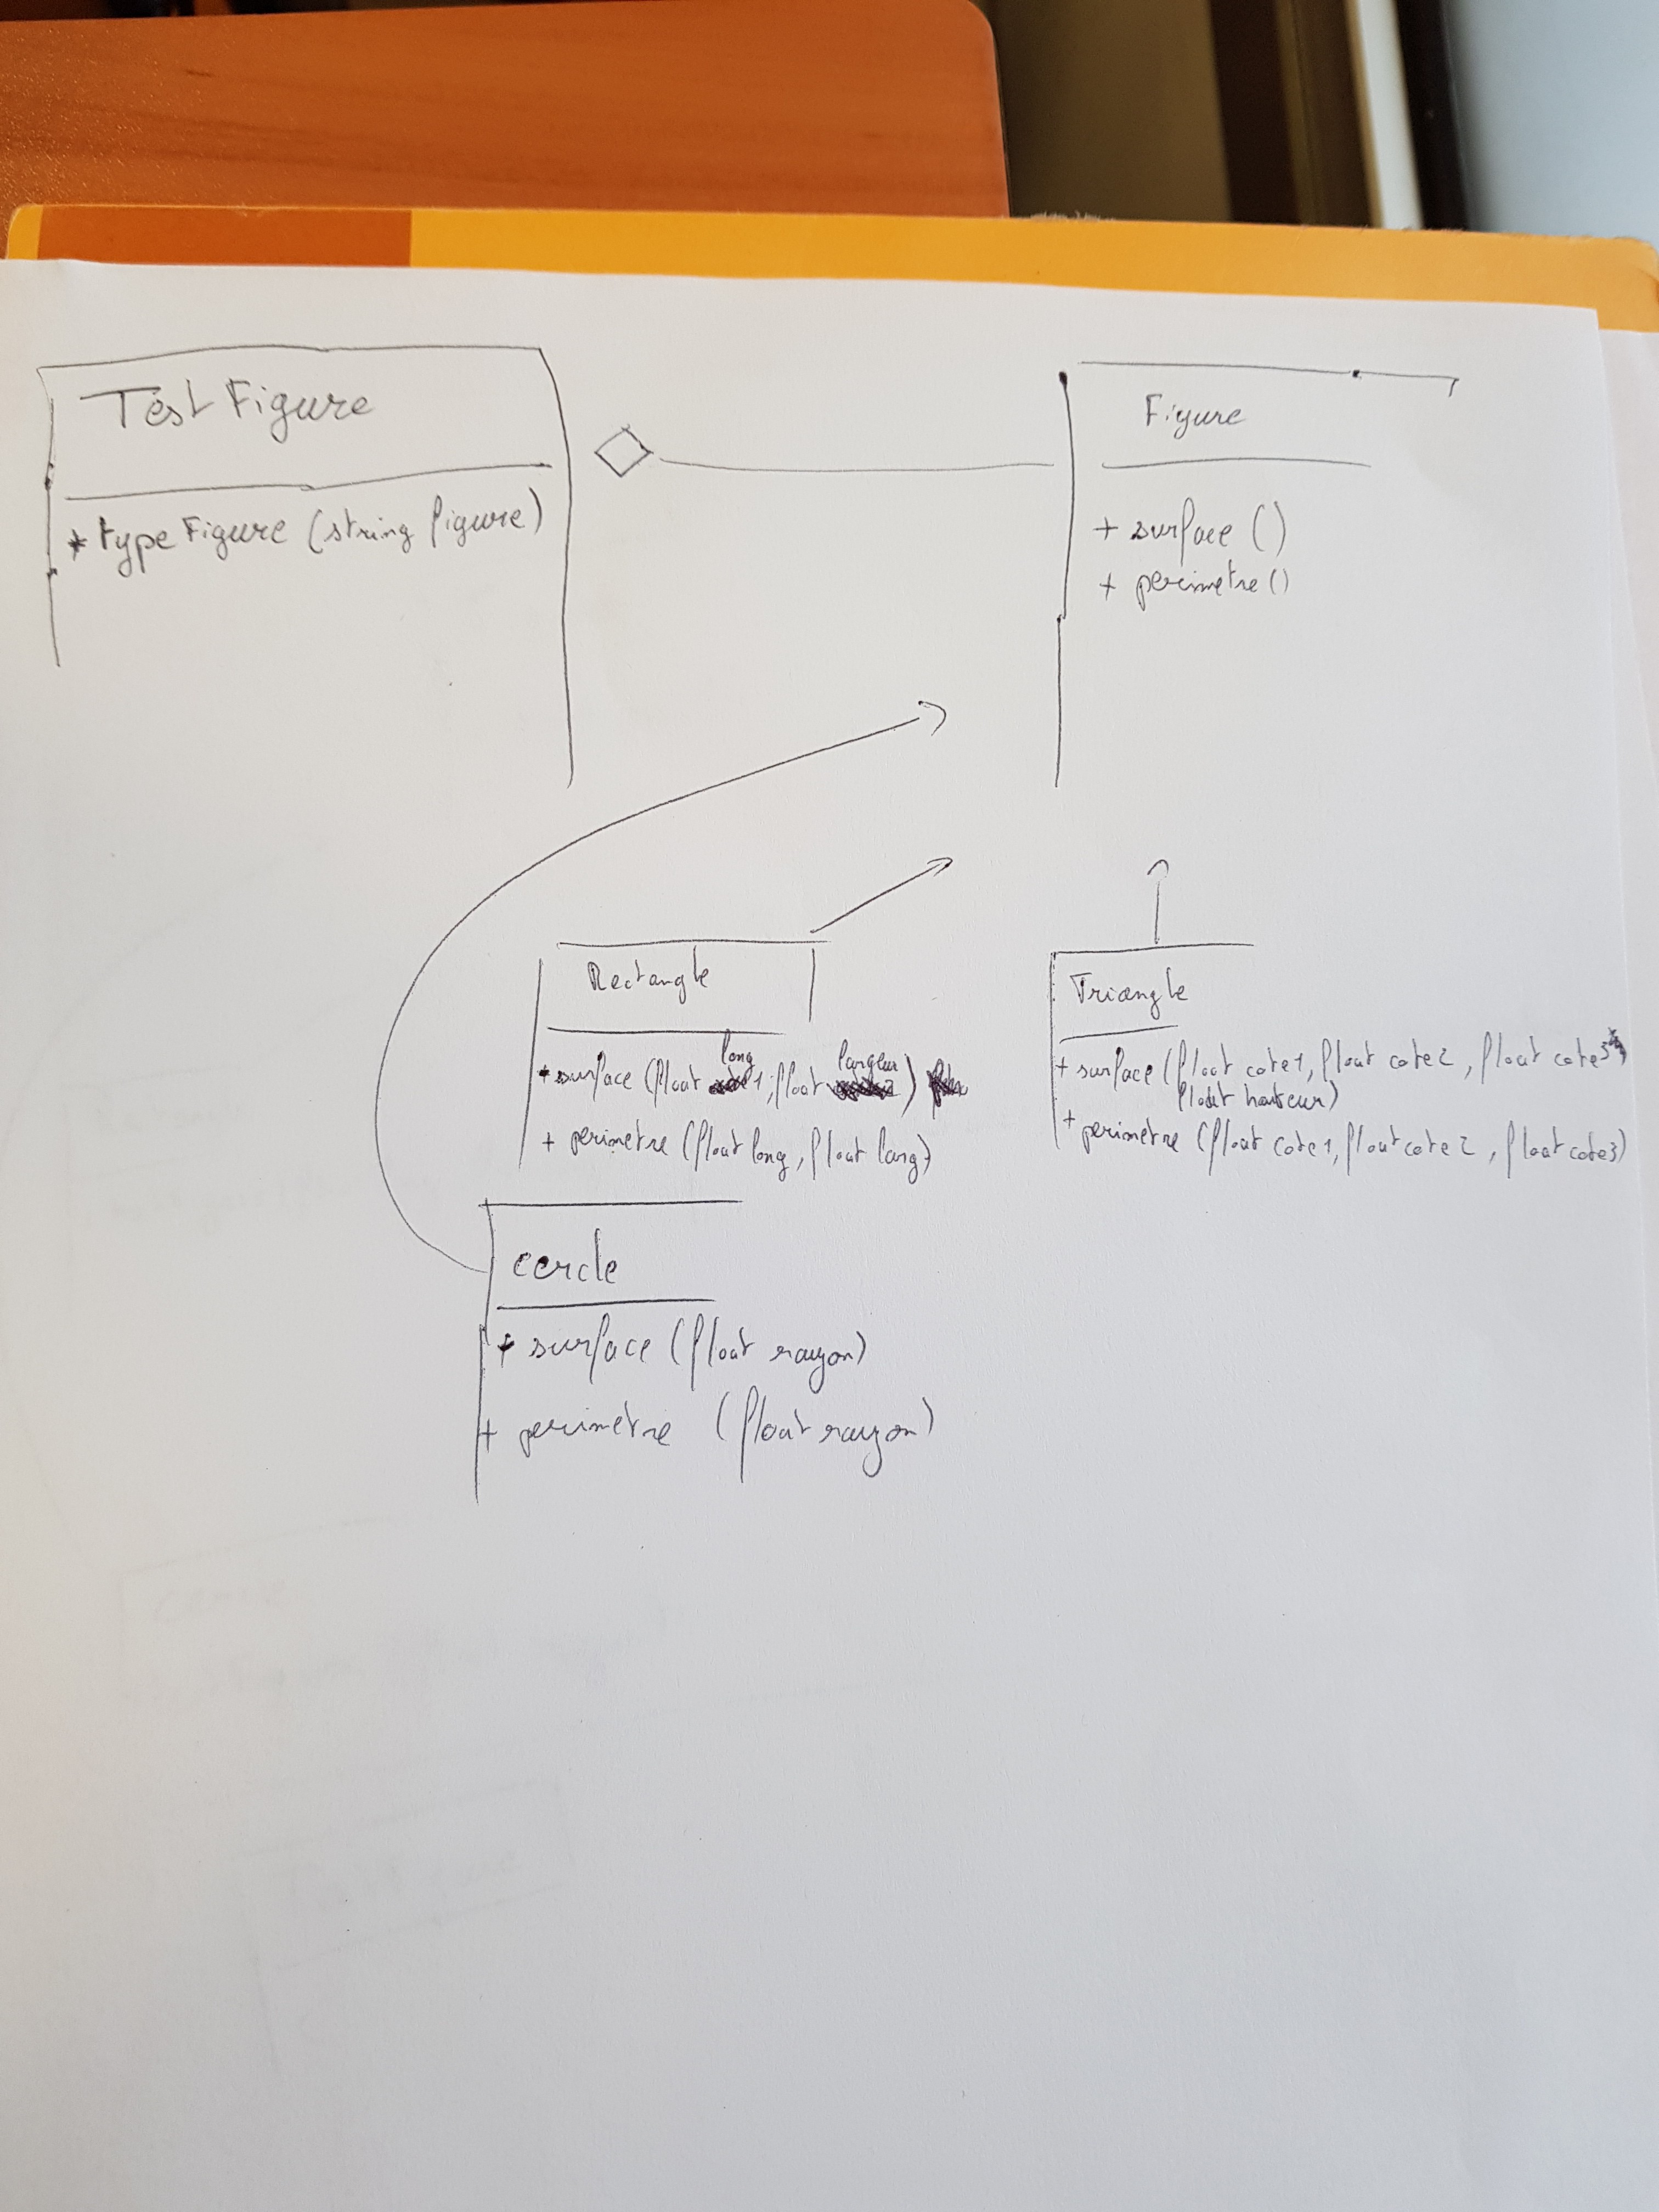 Test Figure
+ typeFigure (string figure)
Figure
+ surface ()
+ perimetre ()
Rectangle
long largeur
+ surface (float 1, float )
+ perimetre (float long, float larg)
Triangle
+ surface (float cote1, float cote2, float cote3,
float hauteur)
+ perimetre (float cote1, float cote2, float cote3)
cercle
+ surface (float rayon)
+ perimetre (float rayon)